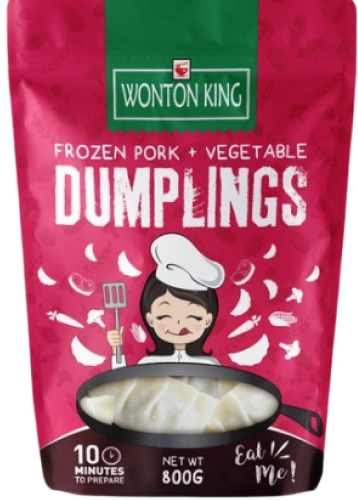 WONTON KING
FROZEN PORK + VEGETABLE
DUMPLINGS
10
MINUTES
TO PREPARE
NET WT
800G
Eat
Me!